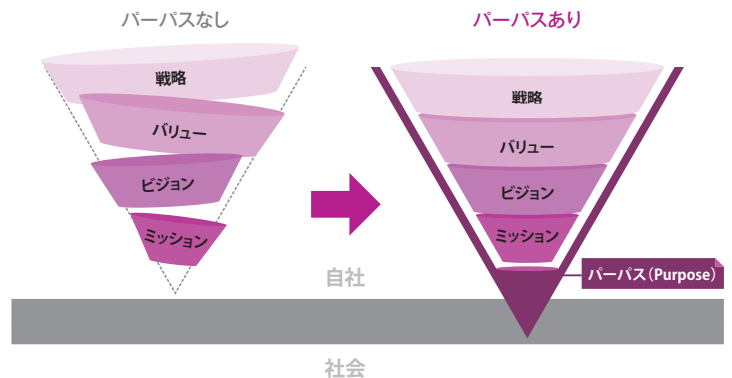 パーパスなし
戦略
バリュー
ビジョン
ミッション
パーパスあり
戦略
バリュー
ビジョン
ミッション
パーパス(Purpose)
自社
社会